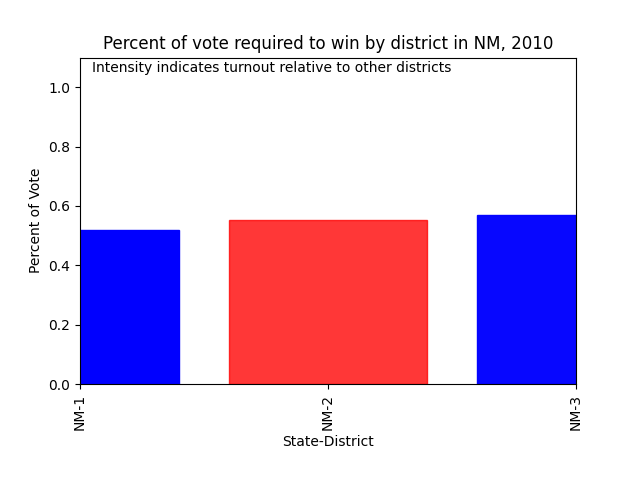 Percent of vote required to win by district in NM, 2010
Intensity indicates turnout relative to other districts
1.0
0.8
0.6
0.4
0.2
0.0
Percent of Vote
NM-1
NM-2
NM-3
State-District